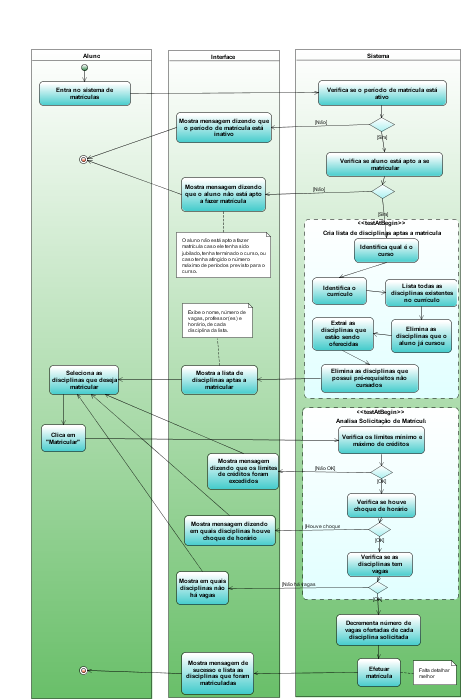 Aluno
Interface
Sistema
Entra no sistema de
matrículas
Verifica se o período de matrícula está
ativo
Mostra mensagem dizendo que
o período de matrícula está
inativo
[Não]
[Sim]
Verifica se aluno está apto a se
matricular
Mostra mensagem dizendo
que o aluno não está apto
a fazer matrícula
[Não]
[Sim]
<<testAtBegin>>
Cria lista de disciplinas aptas a matrícula
Identifica qual é o
curso
O aluno não está apto a fazer
matrícula caso ele tenha sido
jubilado, tenha terminado o curso, ou
caso tenha atingido o número
máximo de períodos previsto para o
curso.
Identifica o
currículo
Lista todas as
disciplinas existentes
no currículo
Exibe o nome, número de
vagas, professor(es) e
horário, de cada
disciplina da lista.
Extrai as
disciplinas que
estão sendo
oferecidas
Elimina as
disciplinas que o
aluno já cursou
Seleciona as
disciplinas que deseja
matricular
Mostra a lista de
disciplinas aptas a
matricular
Elimina as disciplinas que
possui pré-requisitos não
cursados
<<testAtBegin>>
Analisa Solicitação de Matrícul
Clica em
"Matricular"
Verifica os limites mínimo e
máximo de créditos
Mostra mensagem
dizendo que os limites
de créditos foram
excedidos
[Não OK]
[OK]
Verifica se houve
choque de horário
Mostra mensagem dizendo
em quais disciplinas houve
choque de horário
[Houve choque
[OK]
Verifica se as
disciplinas tem
vagas
Mostra em quais
disciplinas não
há vagas
[Não há vagas
[OK]
Decrementa número de
vagas ofertadas de cada
disciplina solicitada
Mostra mensagem de
sucesso e lista as
disciplinas que foram
matriculadas
Efetuar
matrícula
Falta detalhar
melhor